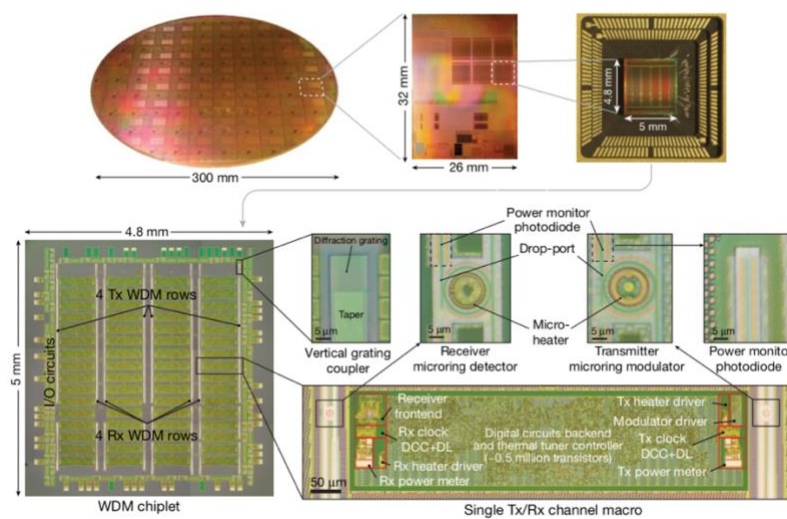 32 mm
26 mm
300 mm
4.8 mm
5 mm
4.8 mm
5 mm
I/O circuits
4 Tx WDM rows
4 Rx WDM rows
WDM chiplet
Diffraction grating
Taper
5 μm
Vertical grating
coupler
Power monitor
photodiode
Drop-port
Micro-
heater
5 μm
Receiver
microring detector
5 μm
Transmitter
microring modulator
5 μm
Power monitor
photodiode
Receiver
frontend
Rx clock
DCC+DL
Rx heater driver
Rx power meter
Digital circuits backend
and thermal tuner controller
(~0.5 million transistors)
Tx heater driver
Modulator driver
Tx clock
DCC+DL
Tx power meter
50 μm
Single Tx/Rx channel macro